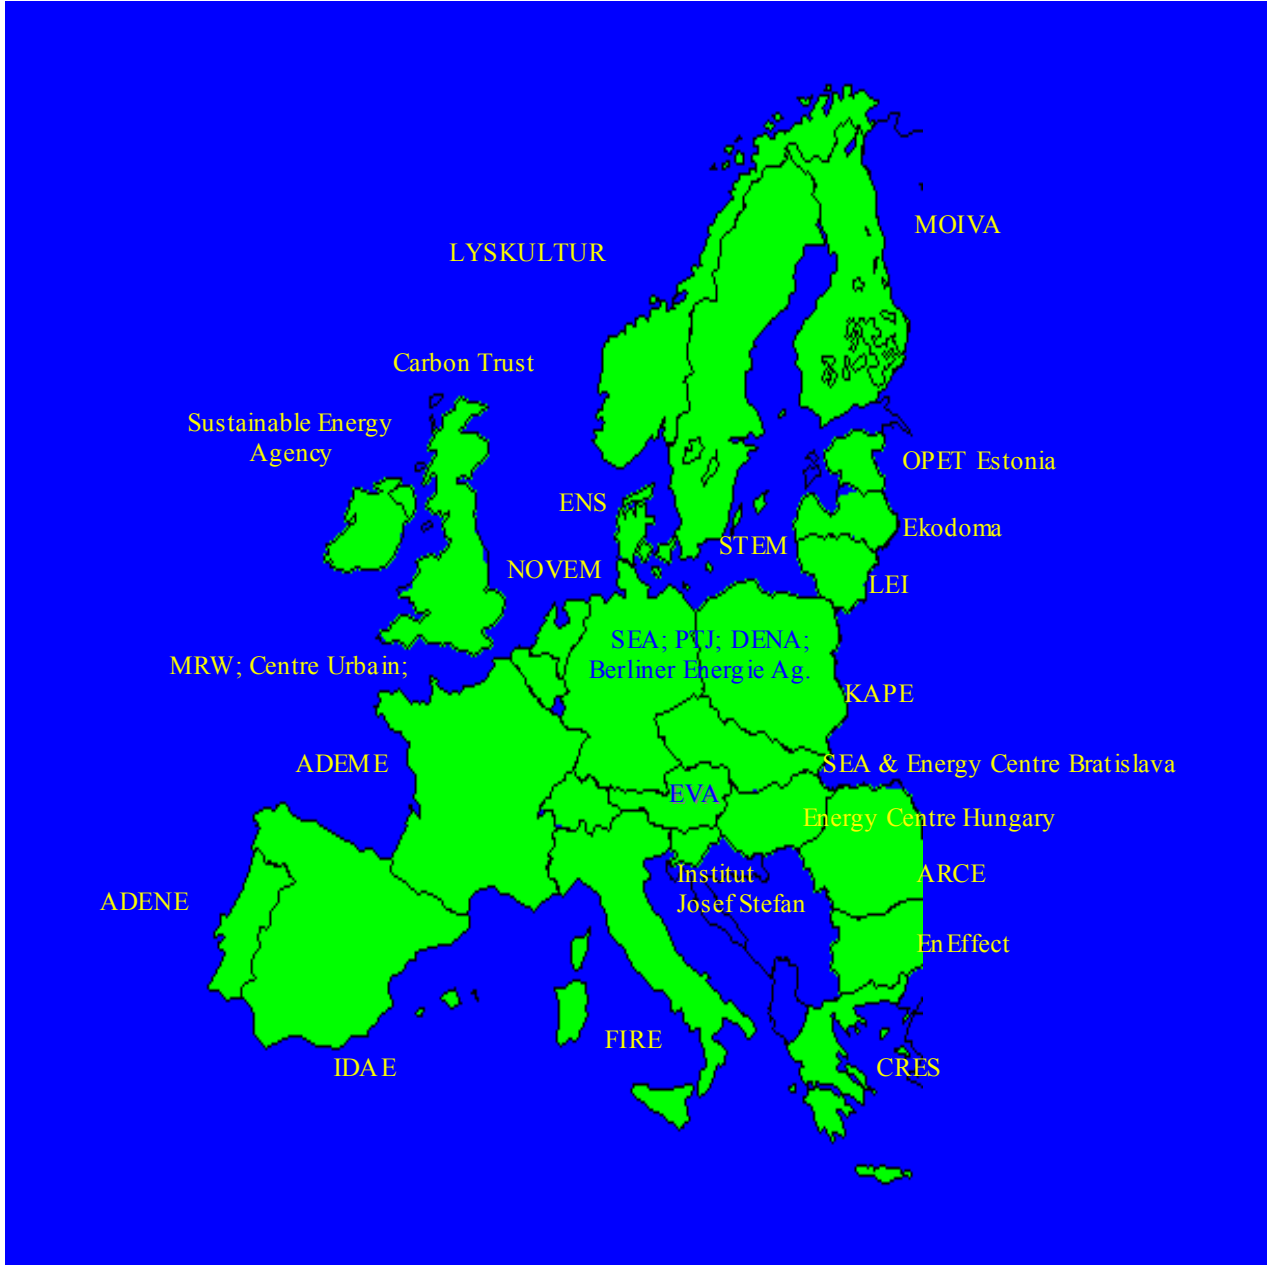 MOIVA
LYSKULTUR
Carbon Trust
Sustainable Energy
Agency
OPET Estonia
ENS
Ekodoma
STEM
NOVEM
LEI
SEA; PTJ; DENA;
Berliner Energie Ag.
MRW; Centre Urbain;
KAPE
ADEME
SEA & Energy Centre Bratislava
EVA
Energy Centre Hungary
Institut
Josef Stefan
ARCE
ADENE
EnEffect
FIRE
IDAE
CRES